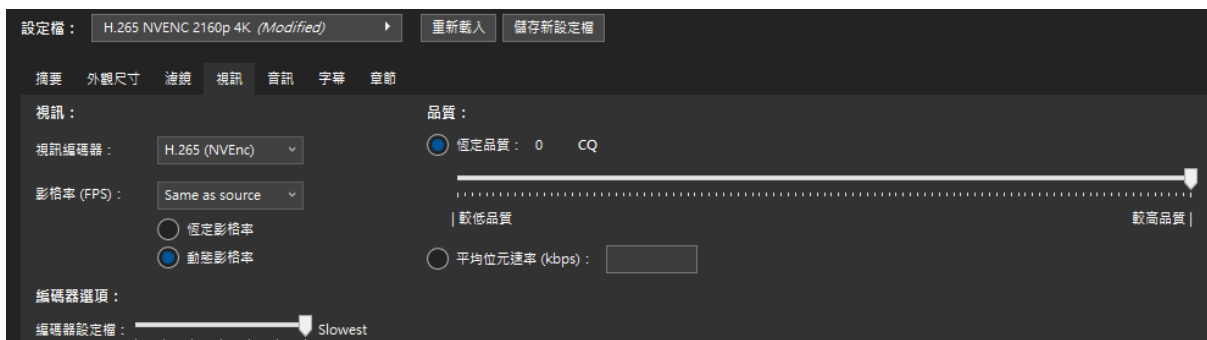 設定檔： H.265 NVENC 2160p 4K (Modified) 重新載入 儲存新設定檔
摘要 外觀尺寸 濾鏡 視訊 音訊 字幕 章節
視訊： 品質：
視訊編碼器： H.265 (NVEnc) 恆定品質： 0 CQ
影格率 (FPS)： Same as source
|較低品質 較高品質|
恆定影格率
動態影格率 平均位元速率 (kbps)：
編碼器選項：
編碼器設定檔： Slowest